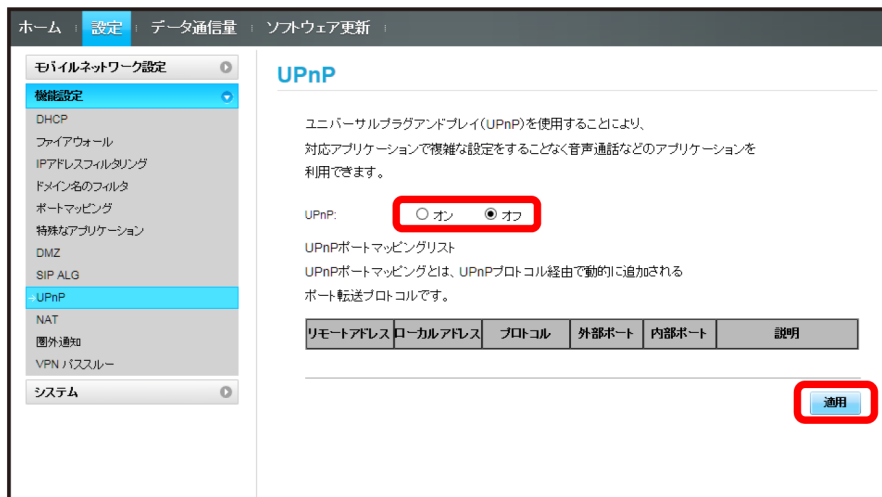 ホーム 設定 データ通信量 ソフトウェア更新
モバイルネットワーク設定
機能設定
DHCP
ファイアウォール
IPアドレスフィルタリング
ドメイン名のフィルタ
ポートマッピング
特殊なアプリケーション
DMZ
SIP ALG
UPnP
NAT
圏外通知
VPN パススルー
システム
UPnP
ユニバーサルプラグアンドプレイ(UPnP)を使用することにより、
対応アプリケーションで複雑な設定をすることなく音声通話などのアプリケーションを
利用できます。
UPnP: オン オフ
UPnPポートマッピングリスト
UPnPポートマッピングとは、UPnPプロトコル経由で動的に追加される
ポート転送プロトコルです。
リモートアドレス ローカルアドレス プロトコル 外部ポート 内部ポート 説明
適用